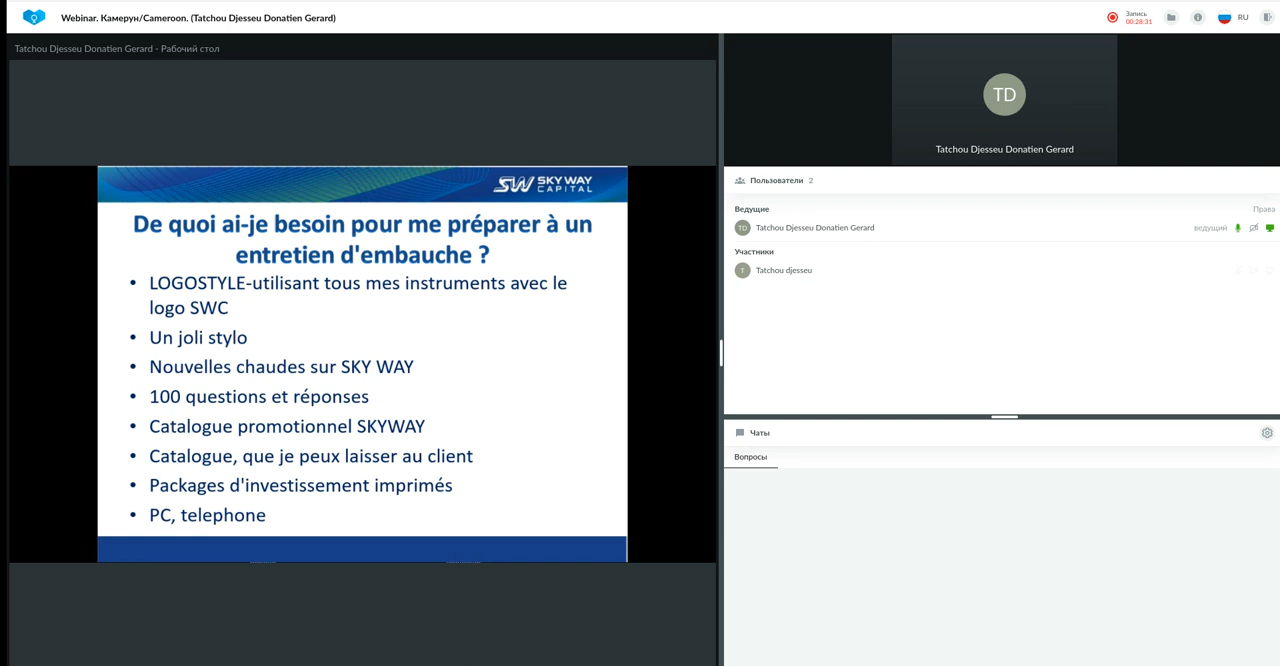 Webinar. Камерун/Cameroon. (Tatchou Djesseu Donatien Gerard)
Запись
00:28:31
RU
Tatchou Djesseu Donatien Gerard - Рабочий стол
SW SKY WAY
CAPITAL
De quoi ai-je besoin pour me préparer à un
entretien d'embauche ?
• LOGOSTYLE-utilisant tous mes instruments avec le
logo SWC
• Un joli stylo
• Nouvelles chaudes sur SKY WAY
• 100 questions et réponses
• Catalogue promotionnel SKYWAY
• Catalogue, que je peux laisser au client
• Packages d'investissement imprimés
• PC, telephone
TD
Tatchou Djesseu Donatien Gerard
Пользователи 2
Ведущие Права
TD Tatchou Djesseu Donatien Gerard ведущий
Участники
T Tatchou djesseu
Чаты
Вопросы